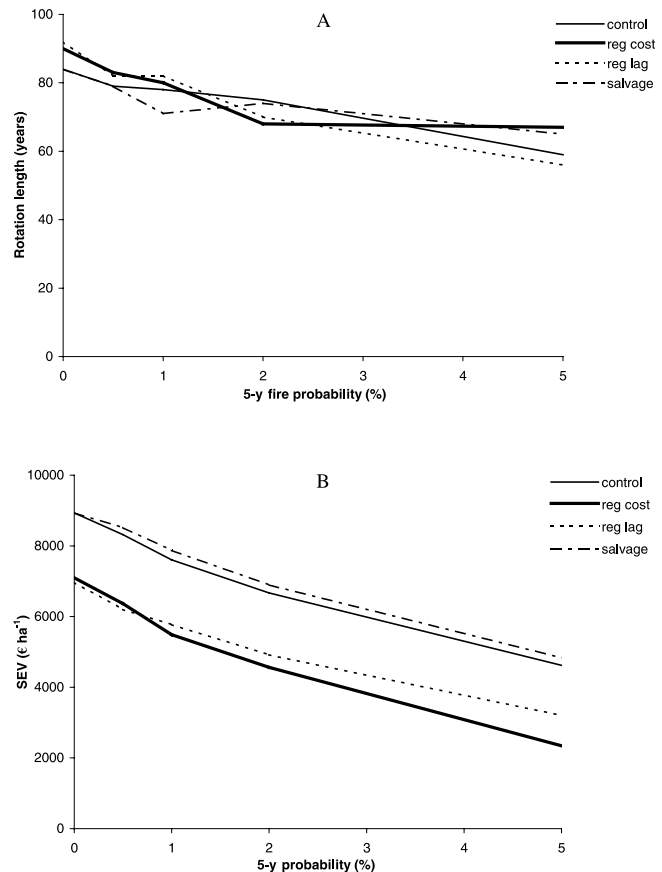 A
control
reg cost
reg lag
salvage
Rotation length (years)
100
80
60
40
20
0
0 1 2 3 4 5
5-y fire probability (%)
B
control
reg cost
reg lag
salvage
SEV (€ ha⁻¹)
10000
8000
6000
4000
2000
0
0 1 2 3 4 5
5-y probability (%)